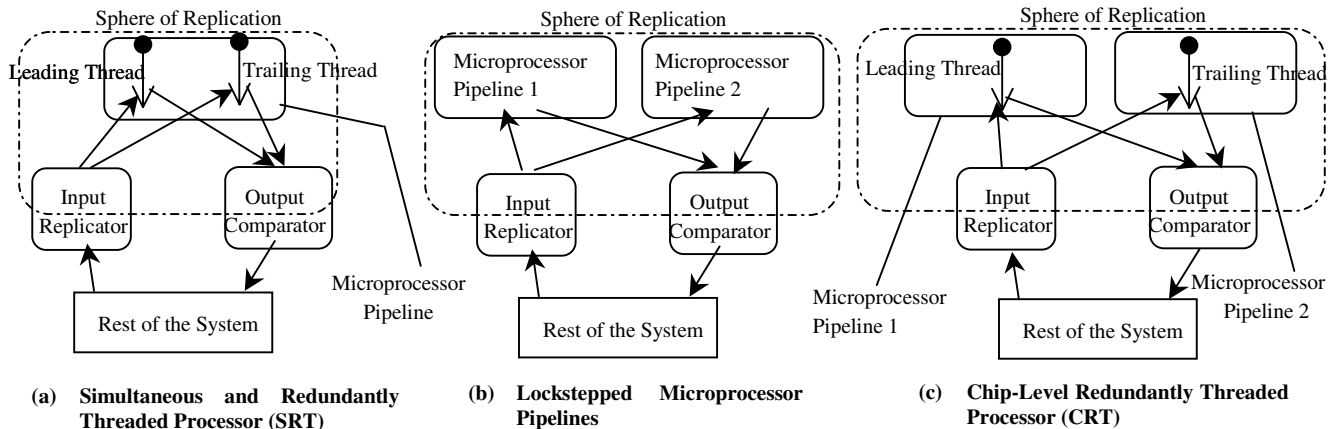 Sphere of Replication
Leading Thread
Trailing Thread
Input
Replicator
Output
Comparator
Rest of the System
Microprocessor
Pipeline
(a) Simultaneous and Redundantly
Threaded Processor (SRT)
Sphere of Replication
Microprocessor
Pipeline 1
Microprocessor
Pipeline 2
Input
Replicator
Output
Comparator
Rest of the System
(b) Lockstepped Microprocessor
Pipelines
Sphere of Replication
Leading Thread
Trailing Thread
Input
Replicator
Output
Comparator
Microprocessor
Pipeline 1
Rest of the System
Microprocessor
Pipeline 2
(c) Chip-Level Redundantly Threaded
Processor (CRT)